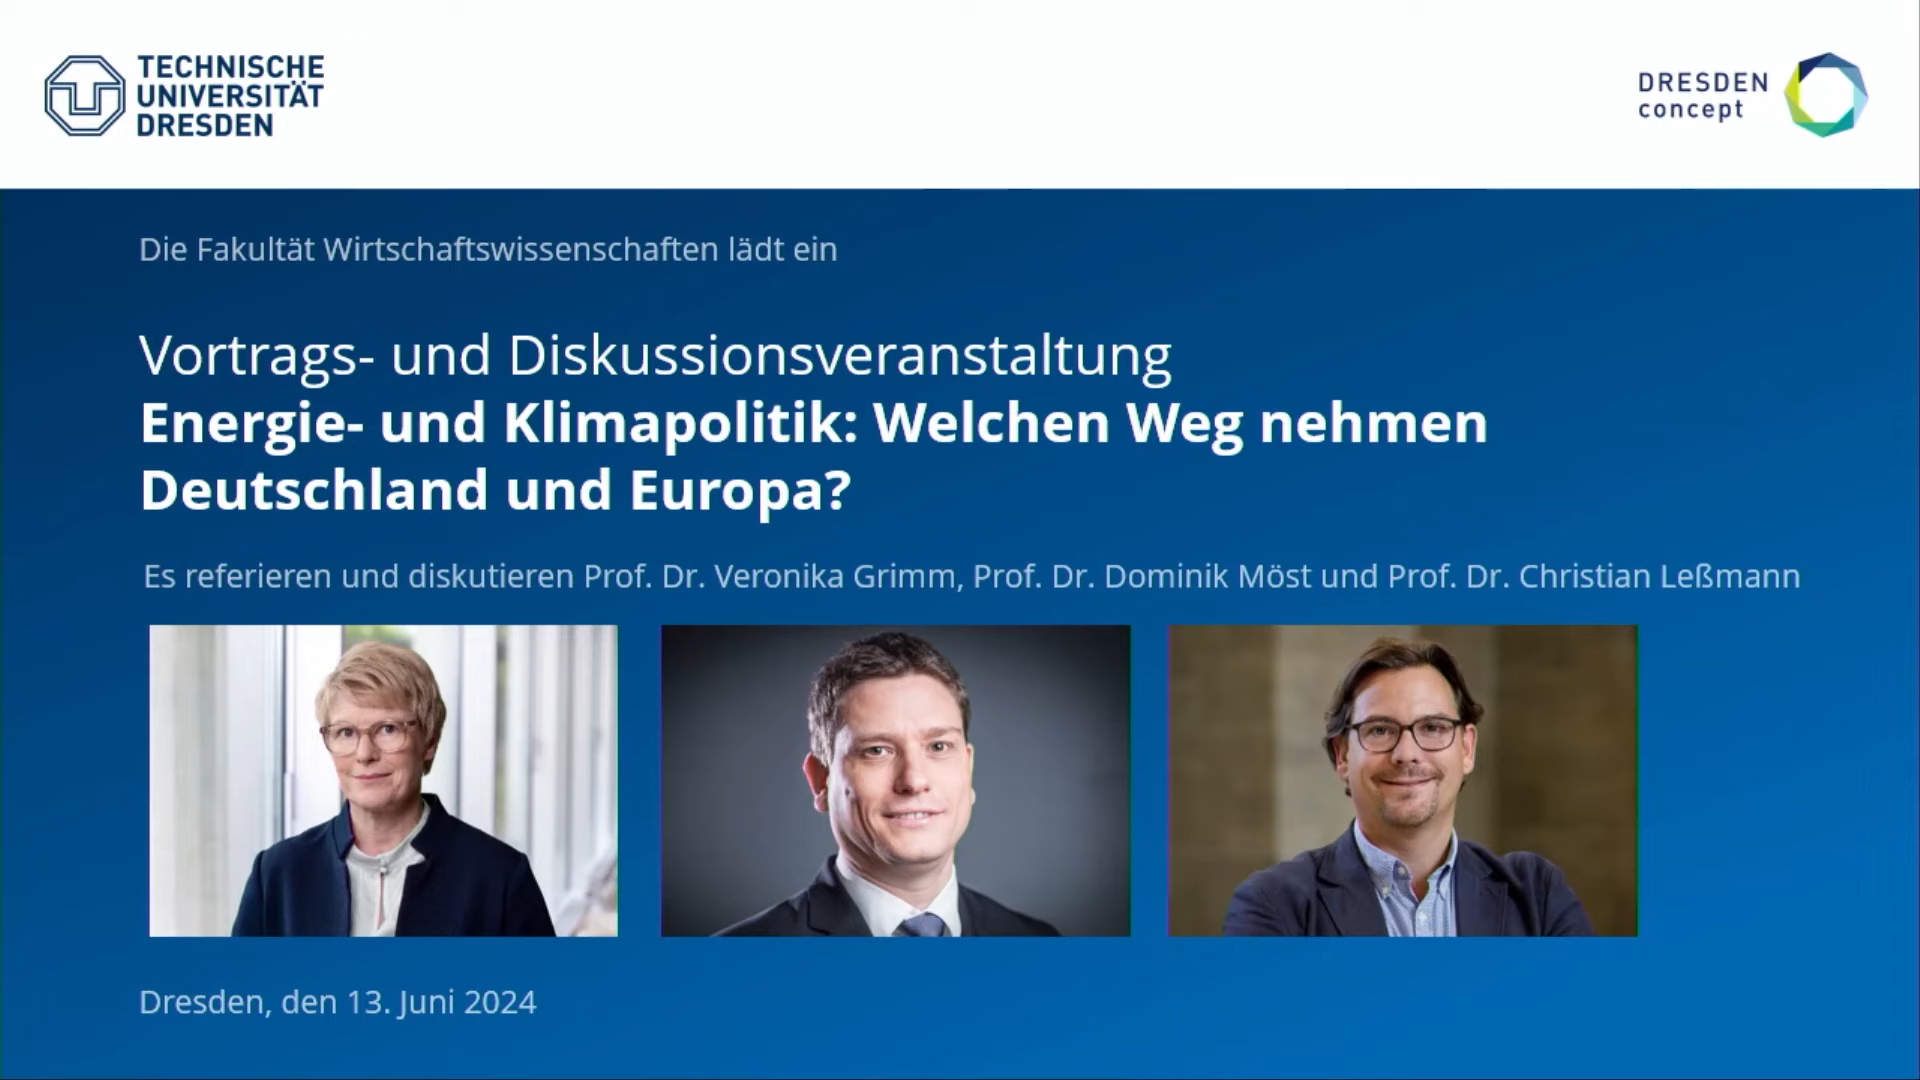 TECHNISCHE
UNIVERSITÄT
DRESDEN
DRESDEN
concept
Die Fakultät Wirtschaftswissenschaften lädt ein
Vortrags- und Diskussionsveranstaltung
Energie- und Klimapolitik: Welchen Weg nehmen
Deutschland und Europa?
Es referieren und diskutieren Prof. Dr. Veronika Grimm, Prof. Dr. Dominik Möst und Prof. Dr. Christian Leßmann
Dresden, den 13. Juni 2024